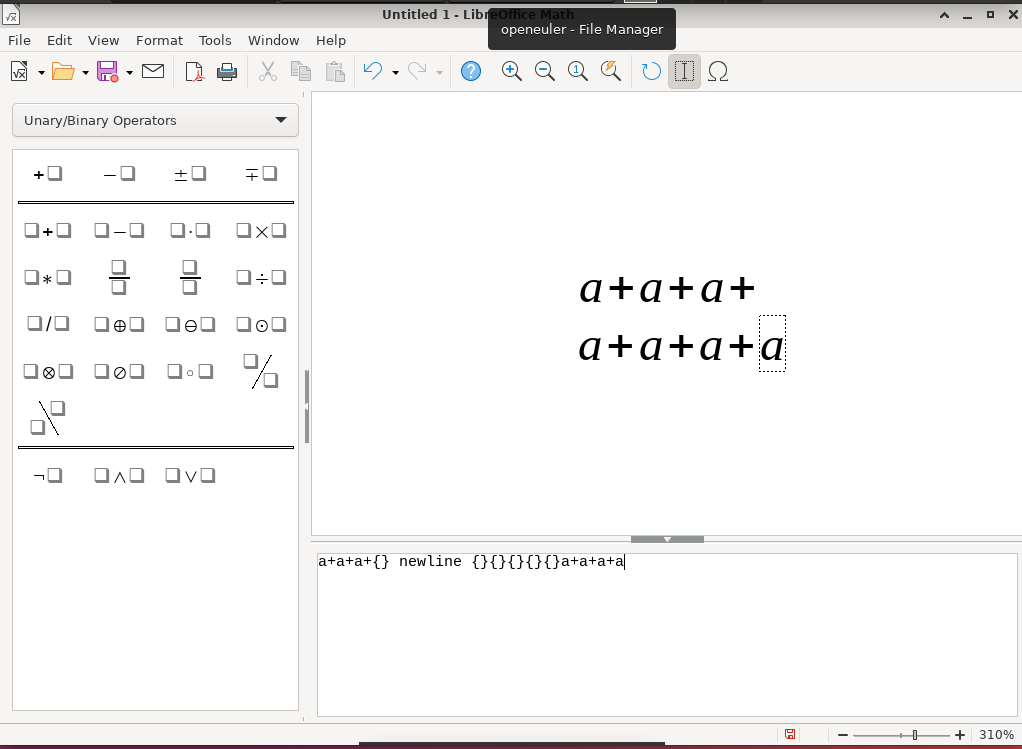 Untitled 1 - LibreOffice Math
openeuler - File Manager
File Edit View Format Tools Window Help
Unary/Binary Operators
+❏ −❏ ±❏ ∓❏
❏+❏ ❏−❏ ❏·❏ ❏×❏
❏∗❏ ❏/❏ ❏/❏ ❏÷❏
❏/❏ ❏⊕❏ ❏⊖❏ ❏⊙❏
❏⊗❏ ❏⊘❏ ❏∘❏ ❏/❏
❏\❏
¬❏ ❏∧❏ ❏∨❏
a+a+a+
a+a+a+a
a+a+a+{} newline {}{}{}{}{}a+a+a+a
310%